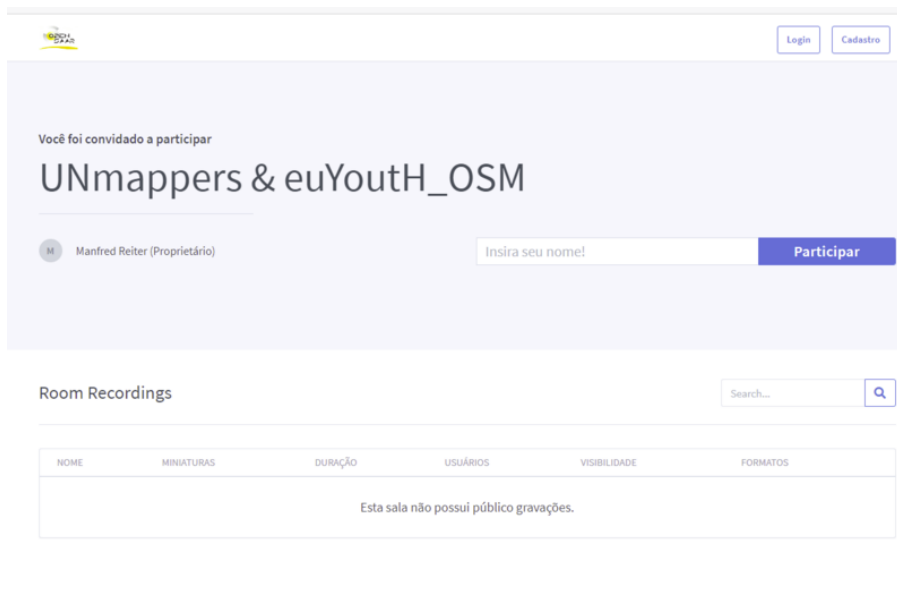 Login Cadastro
Você foi convidado a participar
UNmappers & euYoutH_OSM
M Manfred Reiter (Proprietário) Insira seu nome! Participar
Room Recordings Search...
NOME MINIATURAS DURAÇÃO USUÁRIOS VISIBILIDADE FORMATOS
Esta sala não possui público gravações.